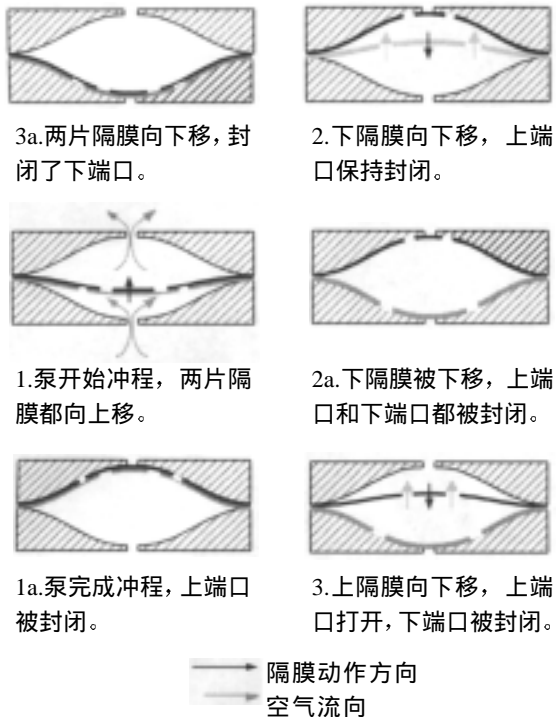 3a.两片隔膜向下移，封
闭了下端口。
2.下隔膜向下移，上端
口保持封闭。
1.泵开始冲程，两片隔
膜都向上移。
2a.下隔膜被下移，上端
口和下端口都被封闭。
1a.泵完成冲程，上端口
被封闭。
3.上隔膜向下移，上端
口打开，下端口被封闭。
隔膜动作方向
空气流向